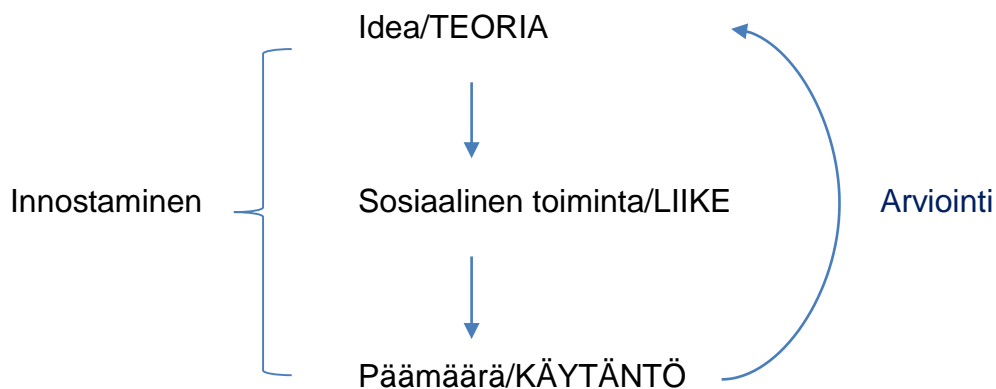 Idea/TEORIA
Innostaminen
Sosiaalinen toiminta/LIIKE
Arviointi
Päämäärä/KÄYTÄNTÖ